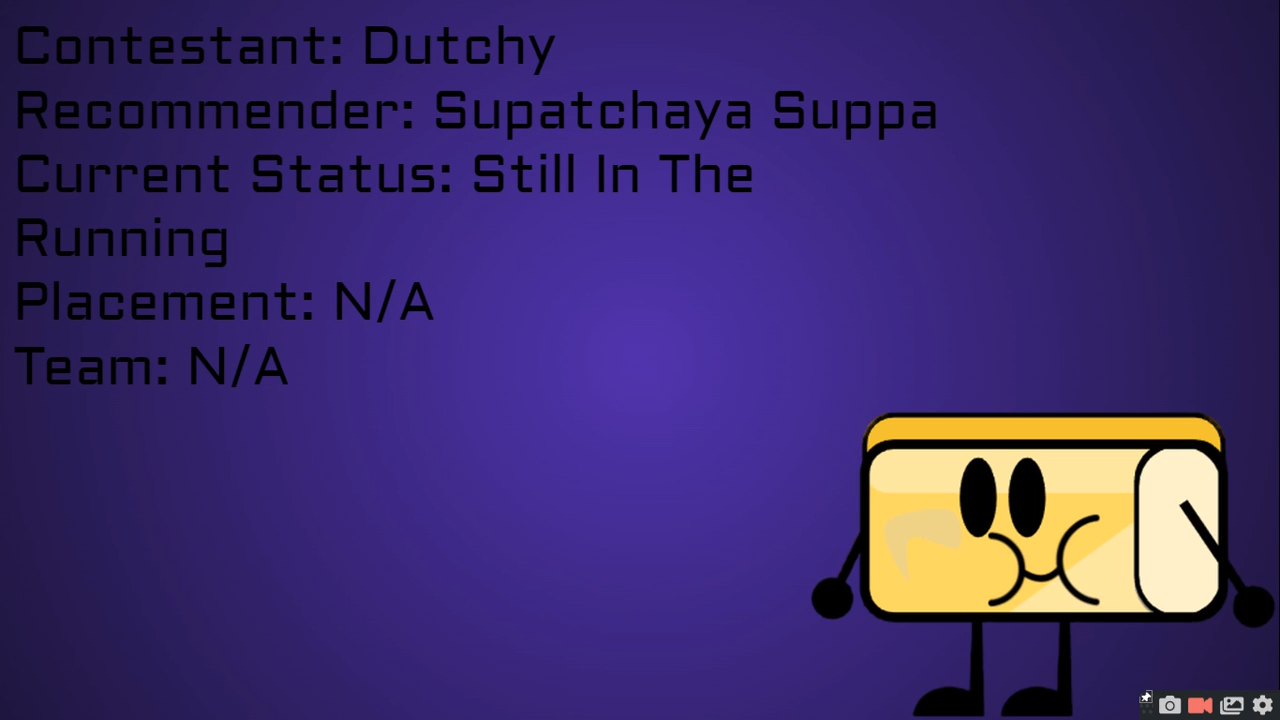 Contestant: Dutchy
Recommender: Supatchaya Suppa
Current Status: Still In The
Running
Placement: N/A
Team: N/A